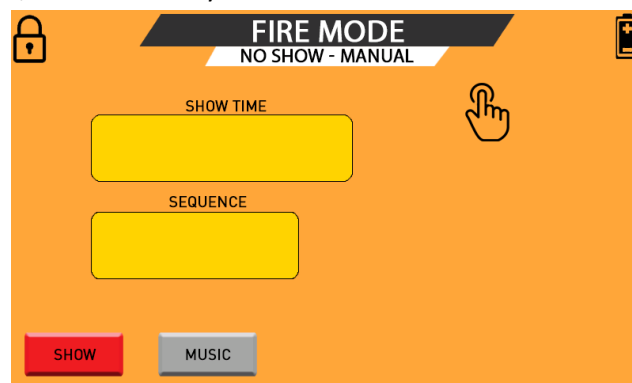 FIRE MODE
NO SHOW - MANUAL
SHOW TIME
SEQUENCE
SHOW
MUSIC